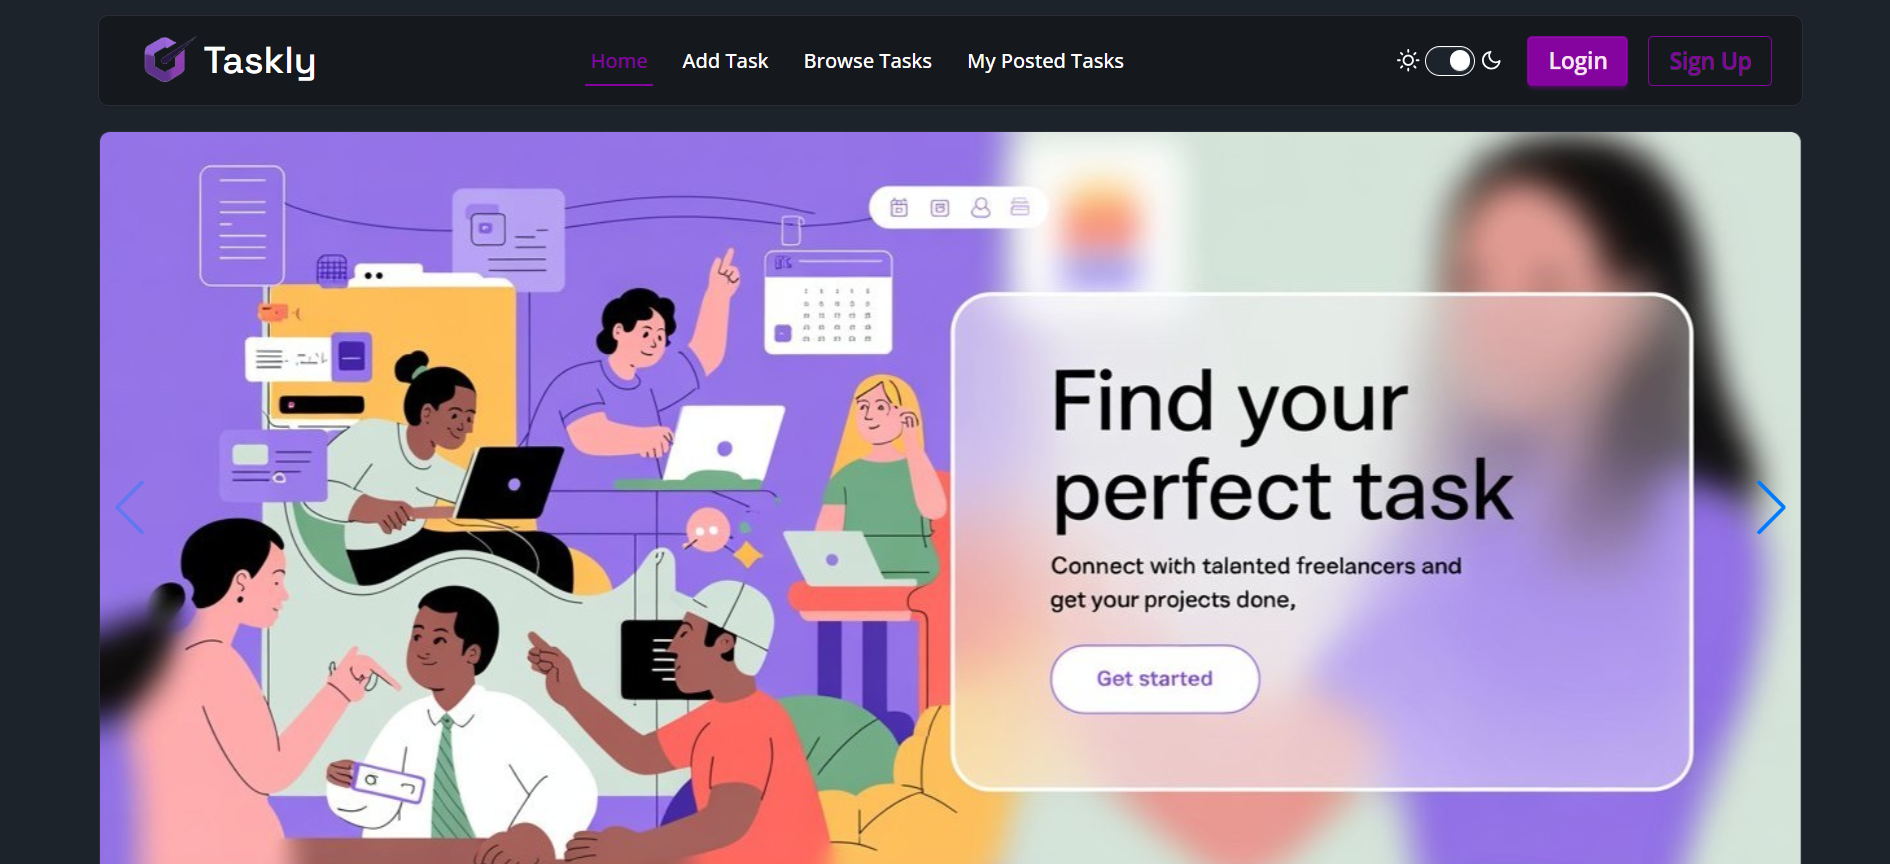 Taskly
Home Add Task Browse Tasks My Posted Tasks
Login Sign Up
Find your
perfect task
Connect with talented freelancers and
get your projects done,
Get started